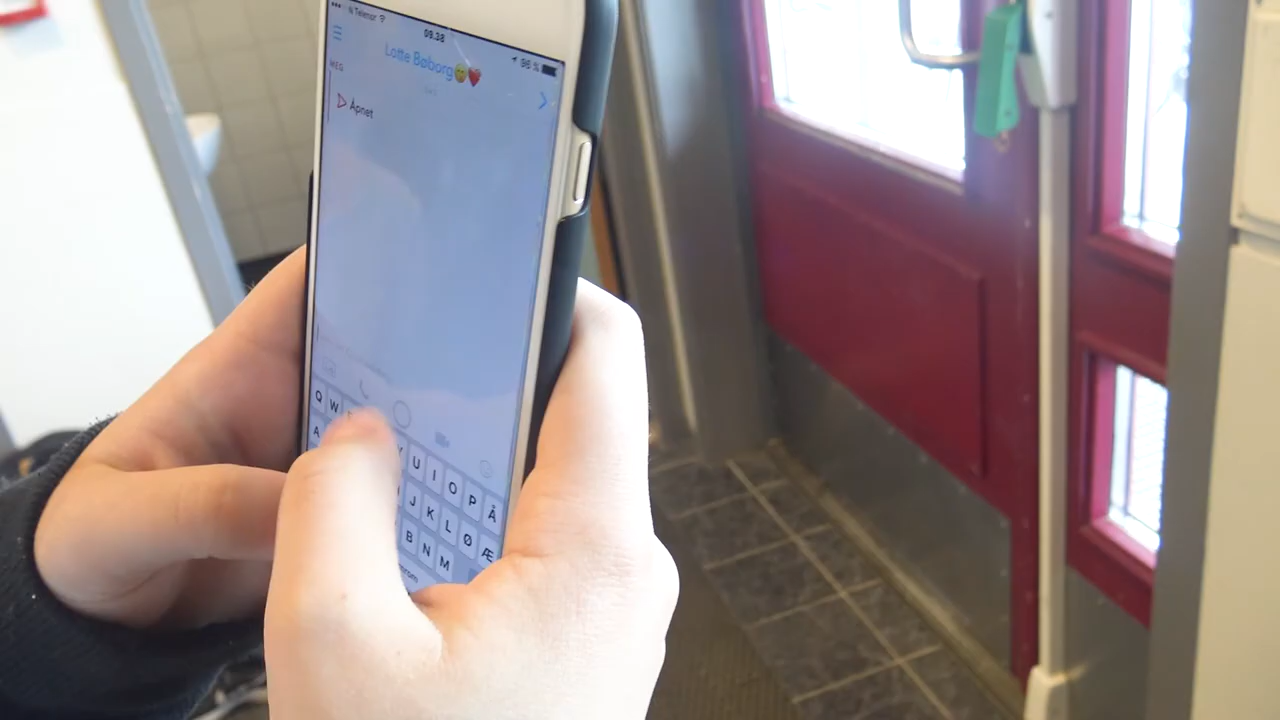 Telenor
09.38
96 %
Lotte Bøborg
MEG
Åpnet
Q W
U I O P Å
A
J K L Ø Æ
B N M